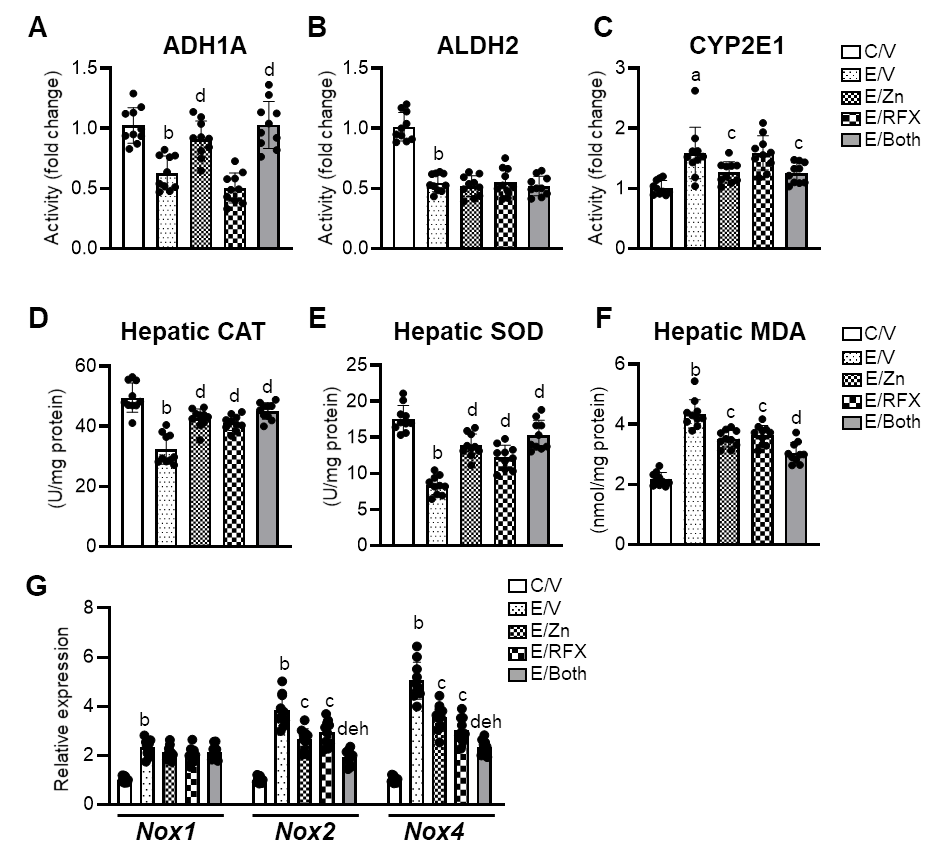 A
ADH1A
Activity (fold change)
1.5
1.0
0.5
0.0
b
d
d
B
ALDH2
Activity (fold change)
1.5
1.0
0.5
0.0
b
C
CYP2E1
Activity (fold change)
3
2
1
0
a
c
c
C/V
E/V
E/Zn
E/RFX
E/Both
D
Hepatic CAT
(U/mg protein)
60
40
20
0
b
d
d
d
E
Hepatic SOD
(U/mg protein)
25
20
15
10
5
0
b
d
d
d
F
Hepatic MDA
(nmol/mg protein)
6
4
2
0
b
c
c
d
C/V
E/V
E/Zn
E/RFX
E/Both
G
Relative expression
8
6
4
2
0
b
b
c
c
deh
b
c
c
deh
Nox1
Nox2
Nox4
C/V
E/V
E/Zn
E/RFX
E/Both